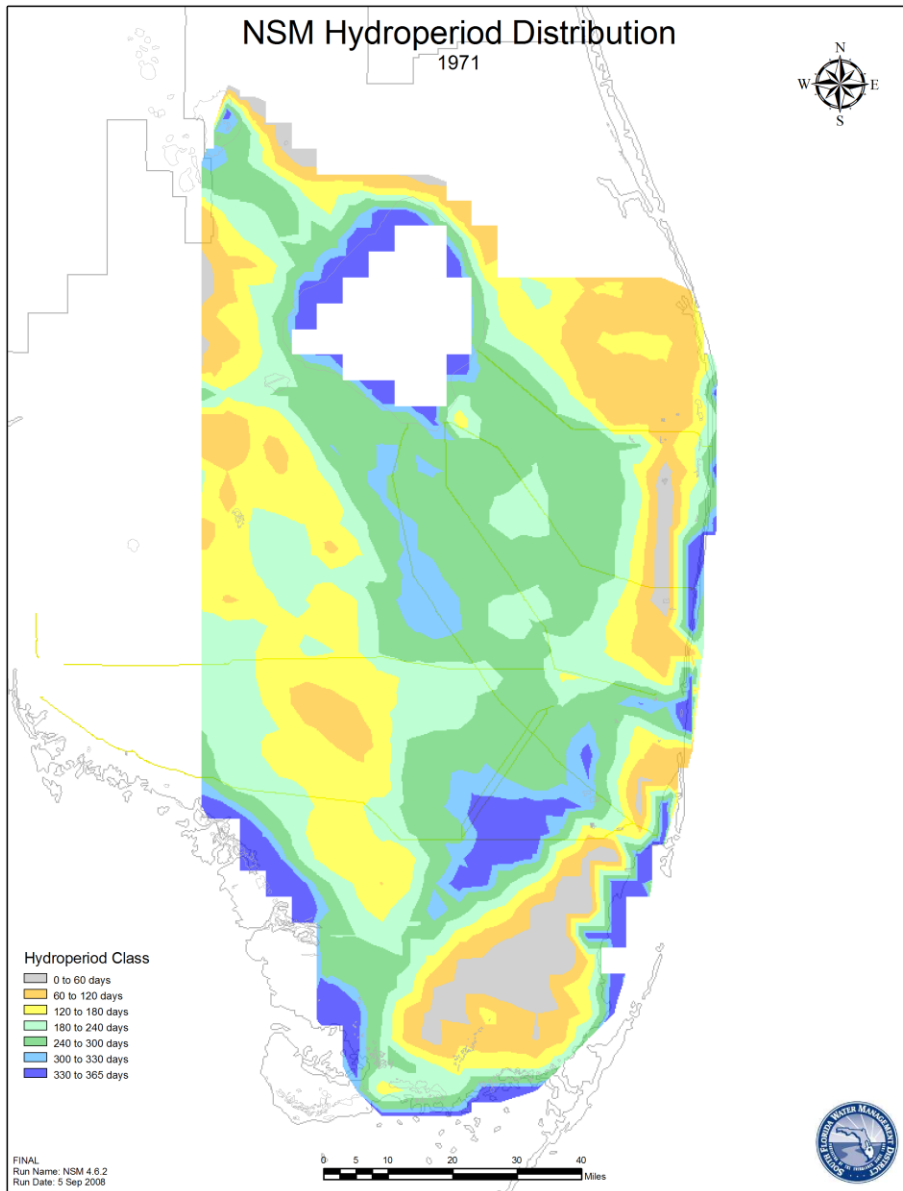 NSM Hydroperiod Distribution
1971
N
W
E
S
Hydroperiod Class
0 to 60 days
60 to 120 days
120 to 180 days
180 to 240 days
240 to 300 days
300 to 330 days
330 to 365 days
FINAL
Run Name: NSM 4.6.2
Run Date: 5 Sep 2008
0 5 10 20 30 40
Miles
SOUTH FLORIDA WATER MANAGEMENT DISTRICT